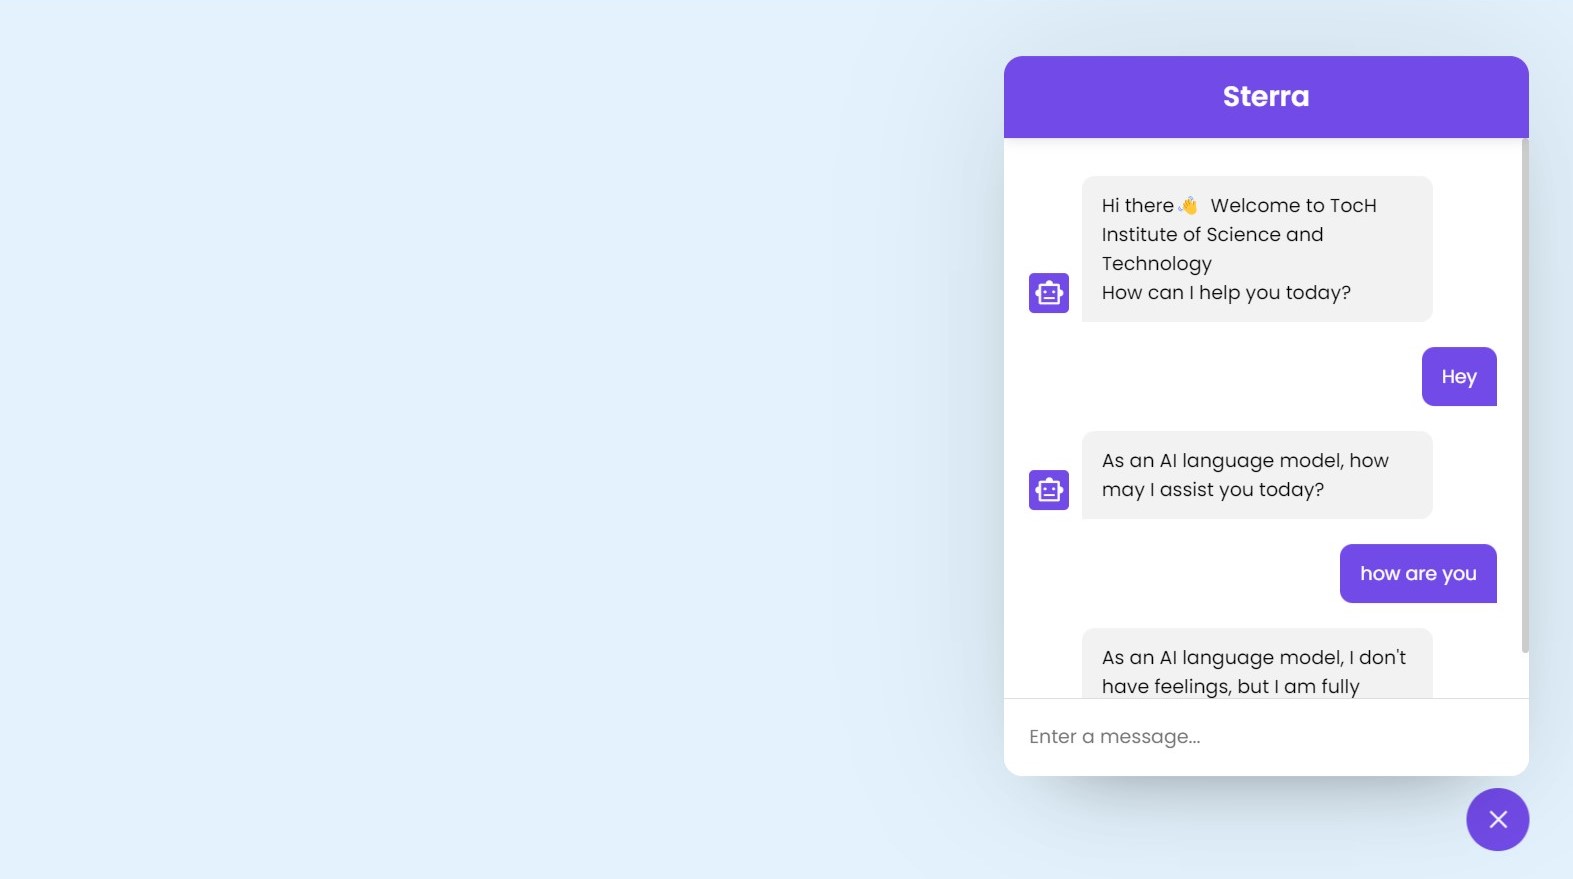 Sterra
Hi there👋 Welcome to TocH
Institute of Science and
Technology
How can I help you today?
Hey
As an AI language model, how
may I assist you today?
how are you
As an AI language model, I don't
have feelings, but I am fully
Enter a message...